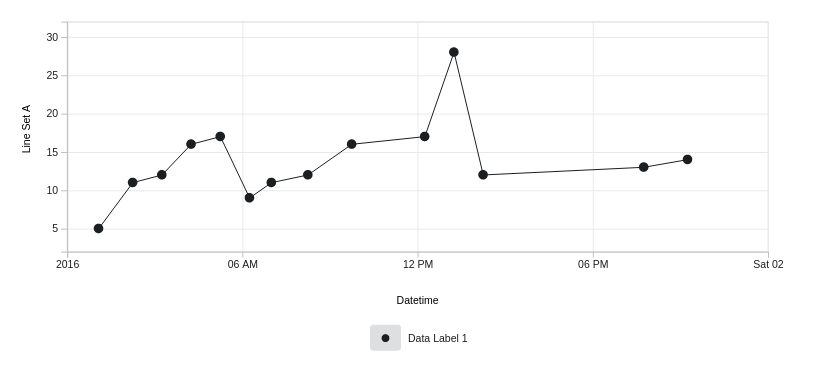 30
25
20
15
10
5
Line Set A
2016
06 AM
12 PM
06 PM
Sat 02
Datetime
Data Label 1